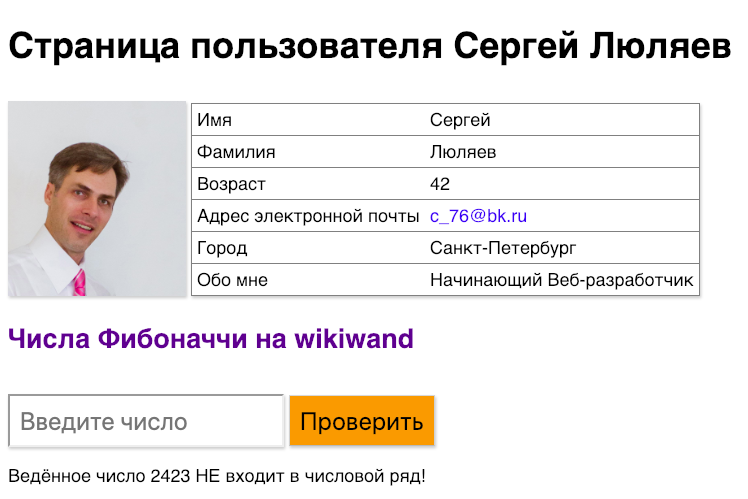 Страница пользователя Сергей Люляев
Имя Сергей
Фамилия Люляев
Возраст 42
Адрес электронной почты c_76@bk.ru
Город Санкт-Петербург
Обо мне Начинающий Веб-разработчик
Числа Фибоначчи на wikiwand
Введите число Проверить
Ведённое число 2423 НЕ входит в числовой ряд!